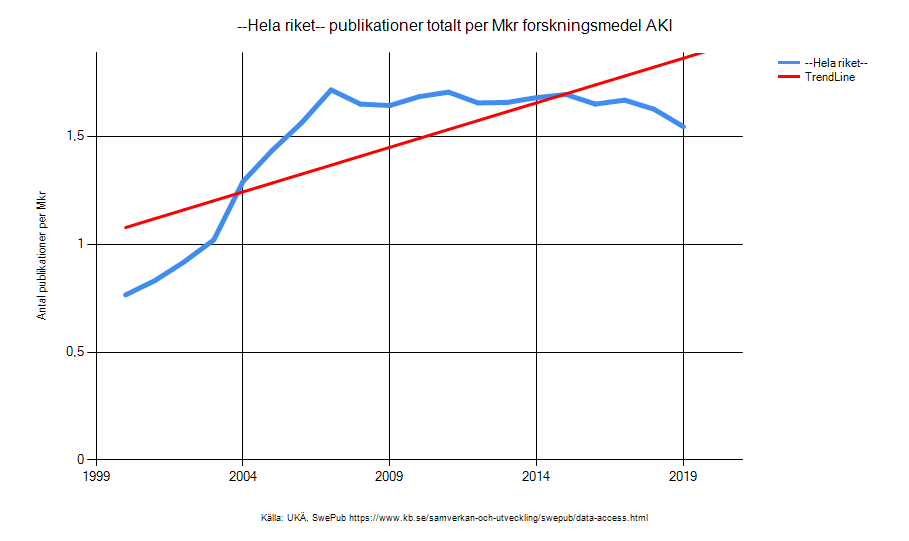 --Hela riket-- publikationer totalt per Mkr forskningsmedel AKI
--Hela riket--
TrendLine
Antal publikationer per Mkr
1,5
1
0,5
0
1999 2004 2009 2014 2019
Källa: UKÄ, SwePub https://www.kb.se/samverkan-och-utveckling/swepub/data-access.html